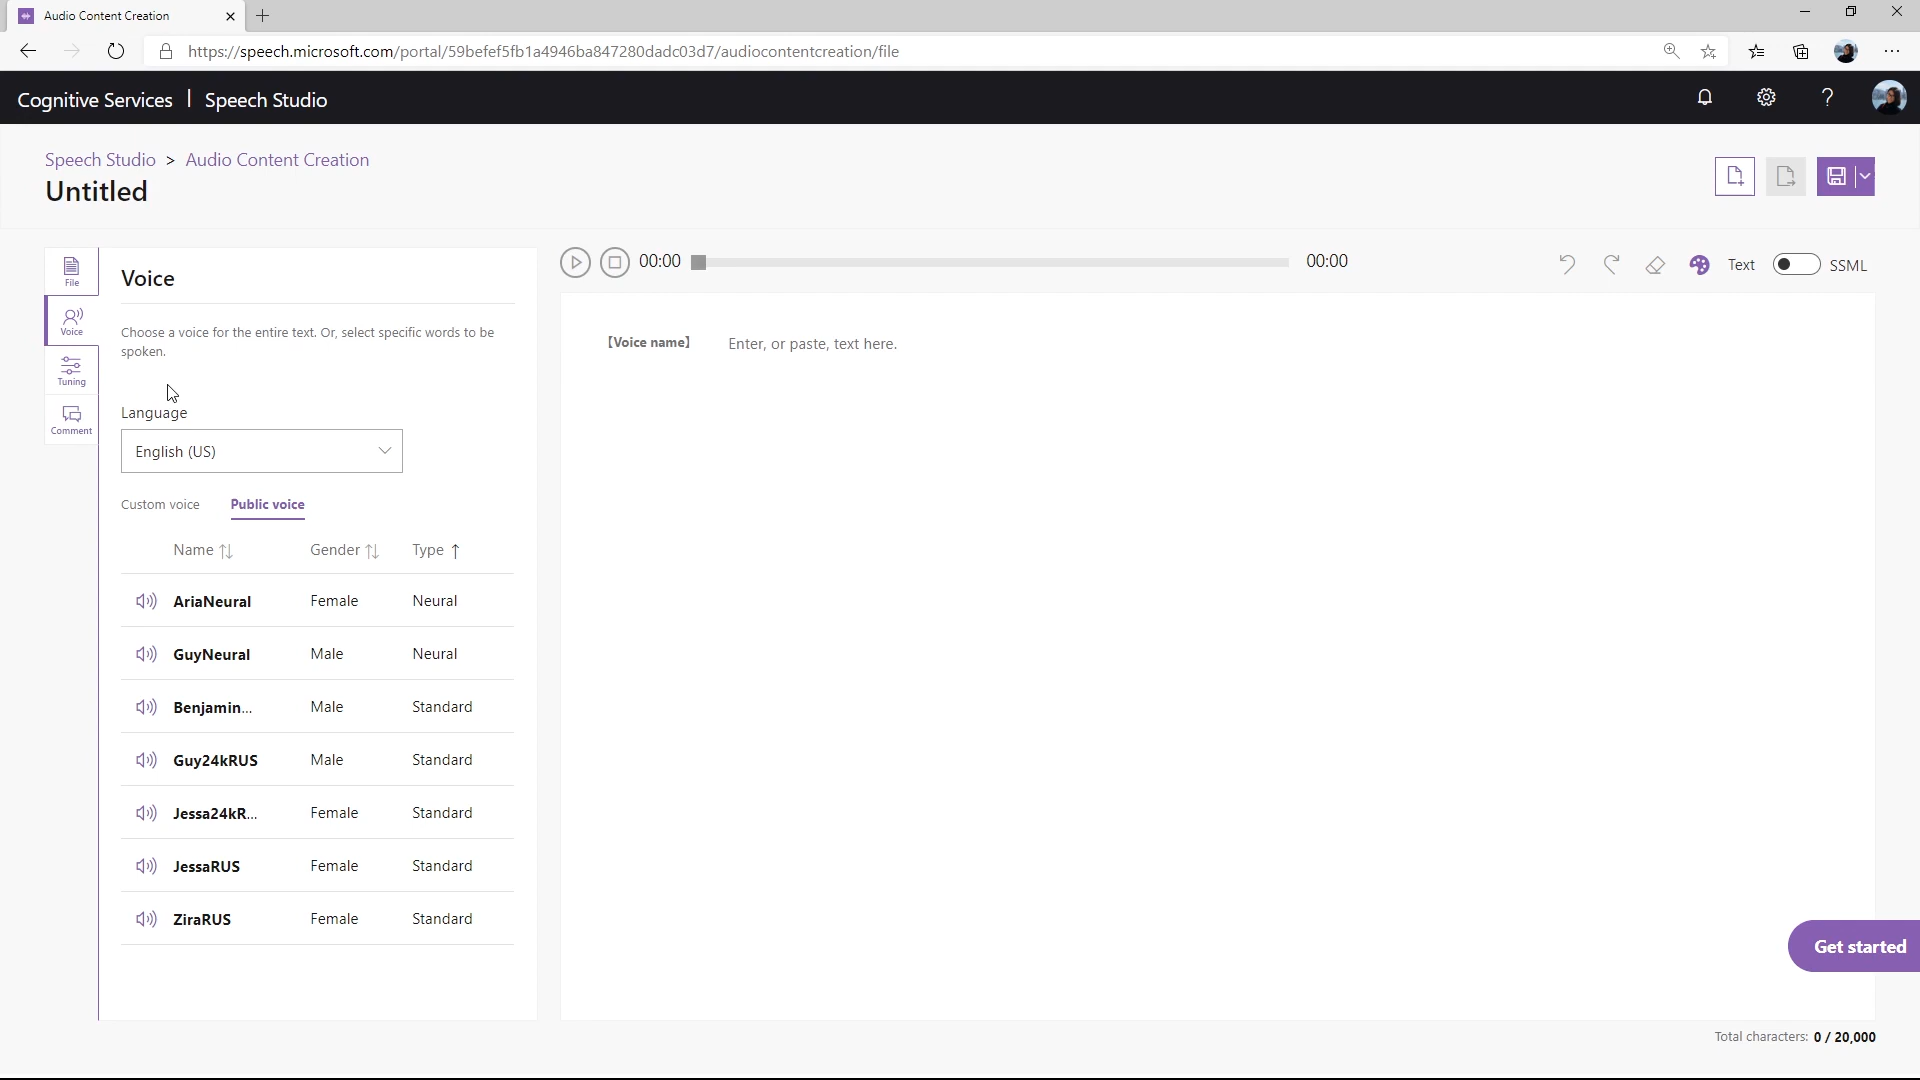 Audio Content Creation
https://speech.microsoft.com/portal/59befef5fb1a4946ba847280dadc03d7/audiocontentcreation/file
Cognitive Services | Speech Studio
Speech Studio > Audio Content Creation
Untitled
File
Voice
Tuning
Comment
Voice
Choose a voice for the entire text. Or, select specific words to be
spoken.
Language
English (US)
Custom voice Public voice
Name Gender Type
AriaNeural Female Neural
GuyNeural Male Neural
Benjamin... Male Standard
Guy24kRUS Male Standard
Jessa24kR... Female Standard
JessaRUS Female Standard
ZiraRUS Female Standard
00:00 00:00 Text SSML
【Voice name】 Enter, or paste, text here.
Get started
Total characters: 0 / 20,000